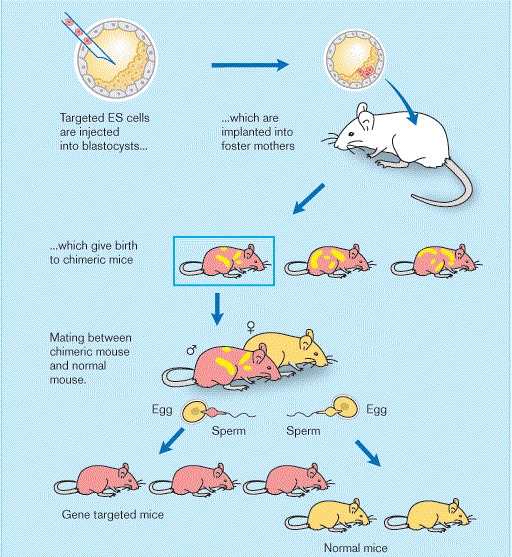 Targeted ES cells
are injected
into blastocysts...
...which are
implanted into
foster mothers
...which give birth
to chimeric mice
Mating between
chimeric mouse
and normal
mouse.
♂
♀
Egg
Sperm
Sperm
Egg
Gene targeted mice
Normal mice